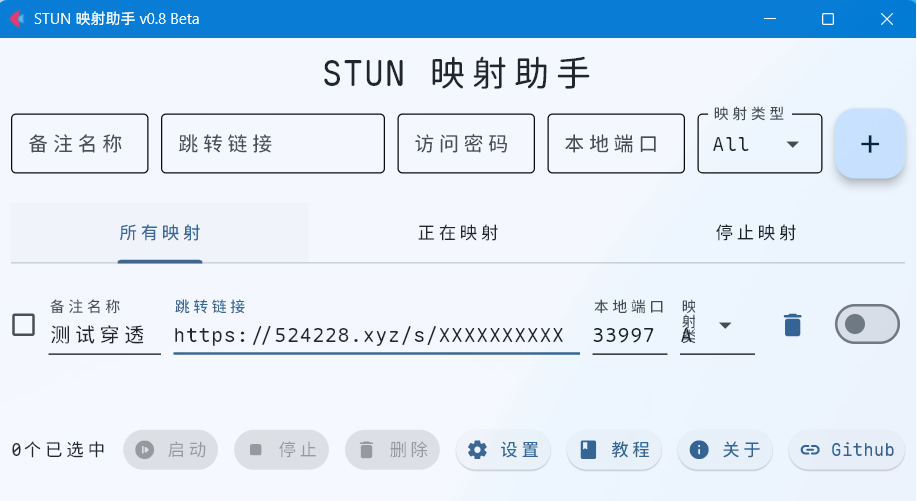 STUN 映射助手 v0.8 Beta
STUN 映射助手
映射类型
备注名称 跳转链接 访问密码 本地端口 All +
所有映射 正在映射 停止映射
备注名称 跳转链接 本地端口 映射类
测试穿透 https://524228.xyz/s/XXXXXXXXXX 33997 A
0个已选中 启动 停止 删除 设置 教程 关于 Github